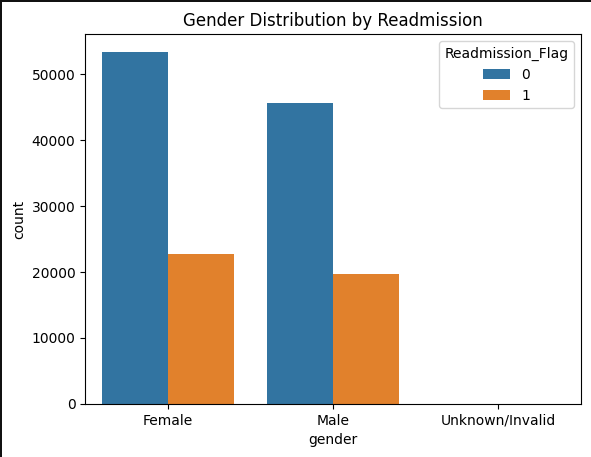 Gender Distribution by Readmission
Readmission_Flag
0
1
50000
40000
30000
20000
10000
0
count
Female Male Unknown/Invalid
gender